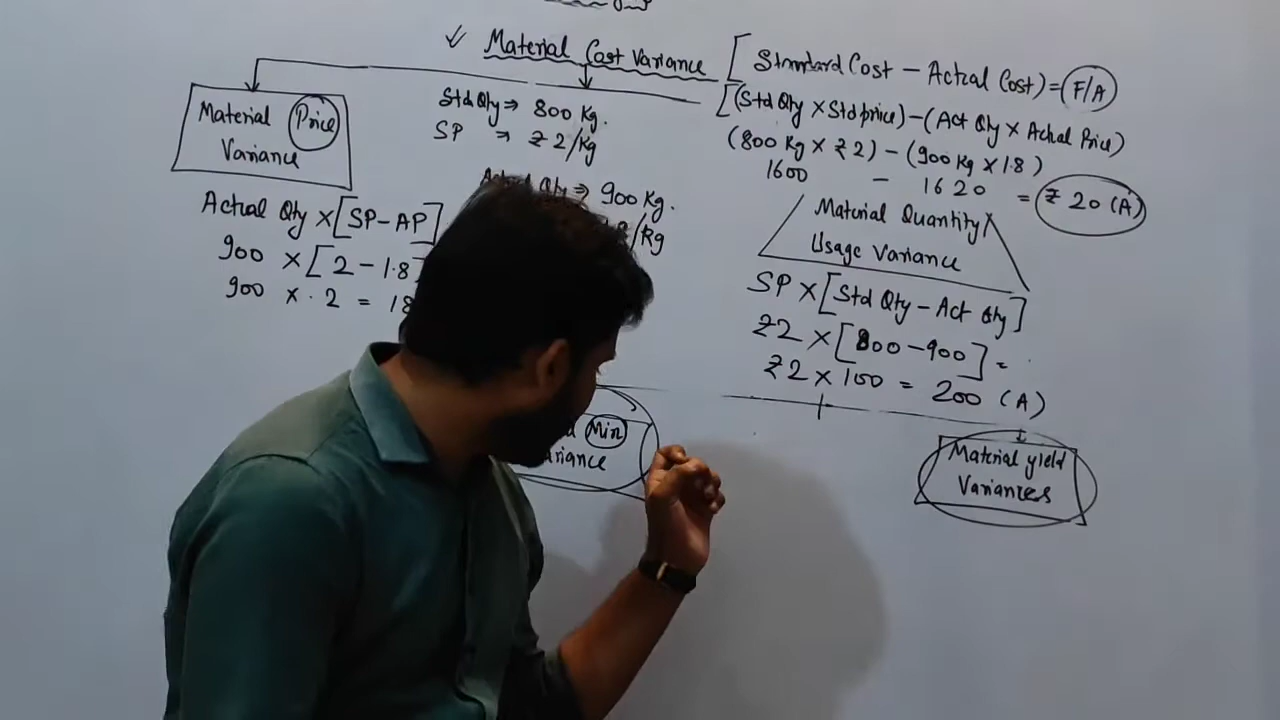 ✓ Material Cost Variance [Standard Cost - Actual Cost) = F/A
[(Std Qty × Std price) - (Act Qty × Actual Price)
(800 Kg × ₹2) - (900 Kg × 1.8)
1600 - 1620 = ₹20 (A)
Material Price
Variance
Actual Qty × [SP - AP]
900 × [2 - 1.8
900 × .2 = 18
Std Qty ⇒ 800 Kg.
SP ⇒ ₹2/Kg
Qty ⇒ 900 Kg.
/Kg
Material Quantity/
Usage Variance
SP × [Std Qty - Act Qty]
₹2 × [800 - 900] =
₹2 × 100 = 200 (A)
Mix
Material yield
Variances